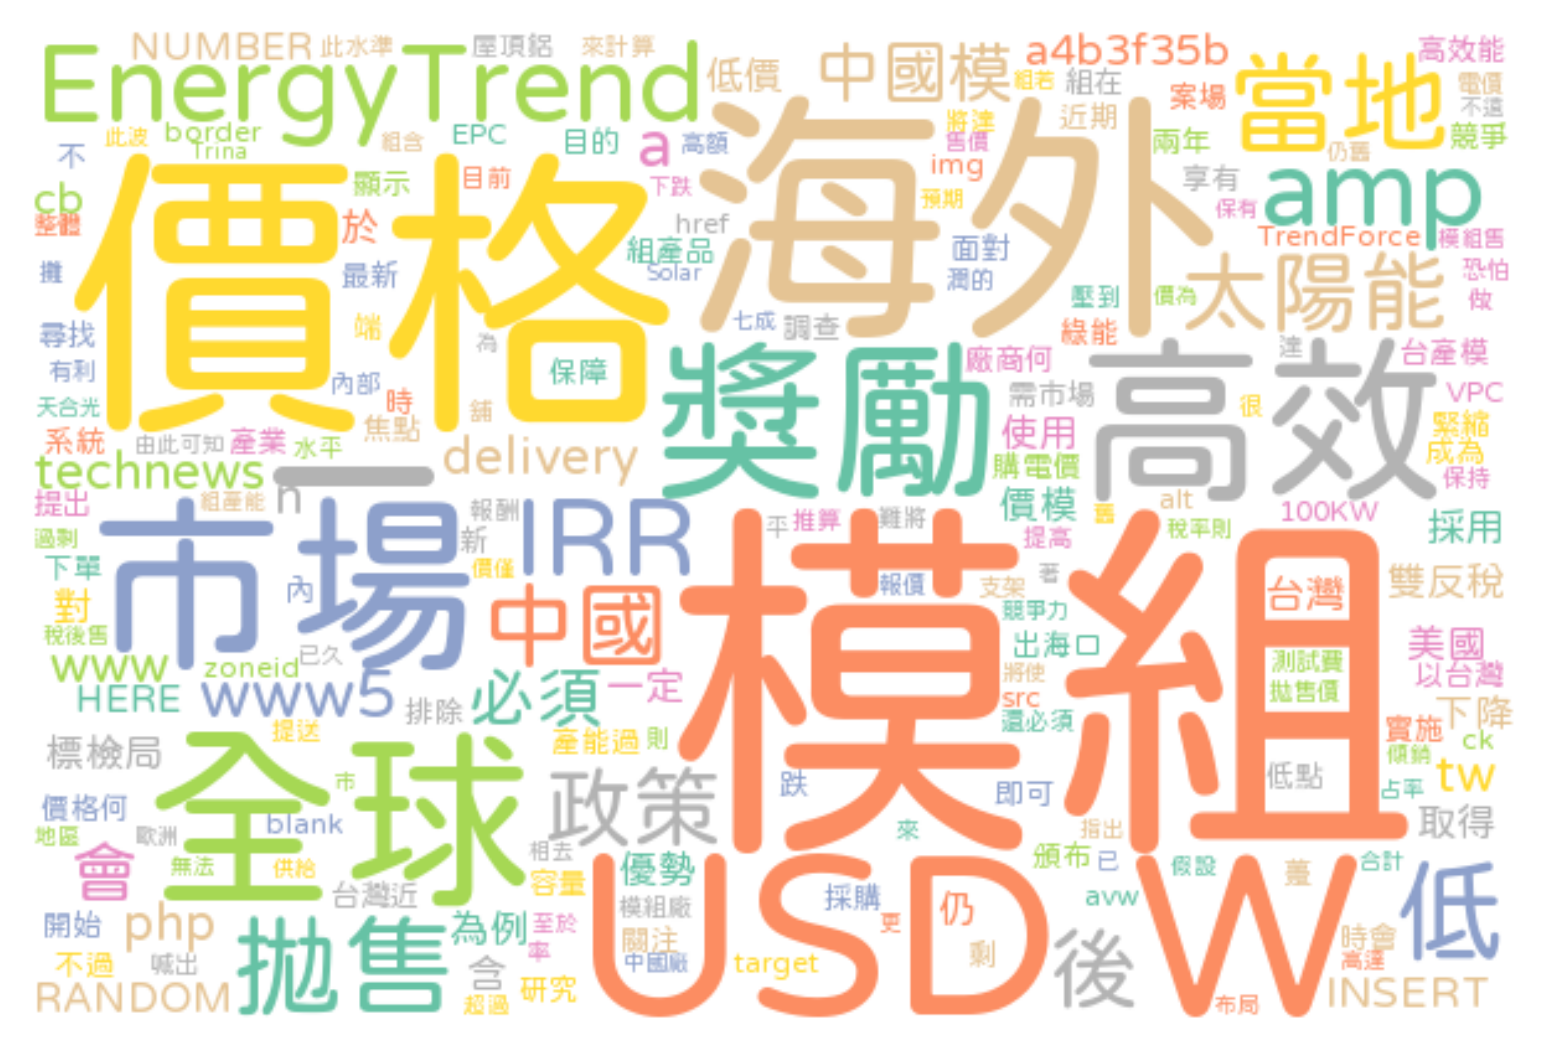 NUMBER 此水準 屋頂鋁 來計算 a4b3f35b 高效能
EnergyTrend 低價 中國模 組若 組在 案場 當地 電價 不這
此波 border Trina 組含 EPC 目的 a 高額 將達 近期 兩年 仍舊 競爭
不 海外 售價 img 享有 amp
cb 價格 顯示 目前 下跌 預期 保有
整體 於 href 組產品 面對 TrendForce 模組售
攤 最新 Solar 潤的 太陽能 恐怕
壓到 價為 做
尋找 端 為 七成 調查 綠能
有利 內部 保障 獎勵 廠商何 高效 達 台產模
天合光 時 舖 需市場 很 VPC
系統 由此可知 產業 水平 焦點 使用 緊縮
technews 一 delivery 購電價 成為
保持
提出 組產能 n 市場 報酬 IRR 平 推算 難將 價模 舊 alt 100KW
過剩 新 提高 稅率則 採用
下單 內 價僅 模組 報價 支架 著 台灣 雙反稅
對 中國 競爭力
稅後售 已久 出海口 測試費 美國
www zoneid 將使 以台灣
HERE www5 排除 必須 一定 src 拋售價
提送 還必須 下降
標檢局 全球 產能過 則 實施 ck
市 政策 跌 即可 低點 傾銷 tw
價格何 占率
地區 歐洲 blank 來 指出 取得
會 無法 供給 相去 頒布 已 假設 合計
台灣近 容量 優勢 USD W 薑 低
開始 php 拋售 為例 至於 模組廠 採購 更 仍 avw
不過 喊出 率 關注 後 時會
含 中國廠 target 剩 高達
RANDOM 超過 研究 布局 INSERT